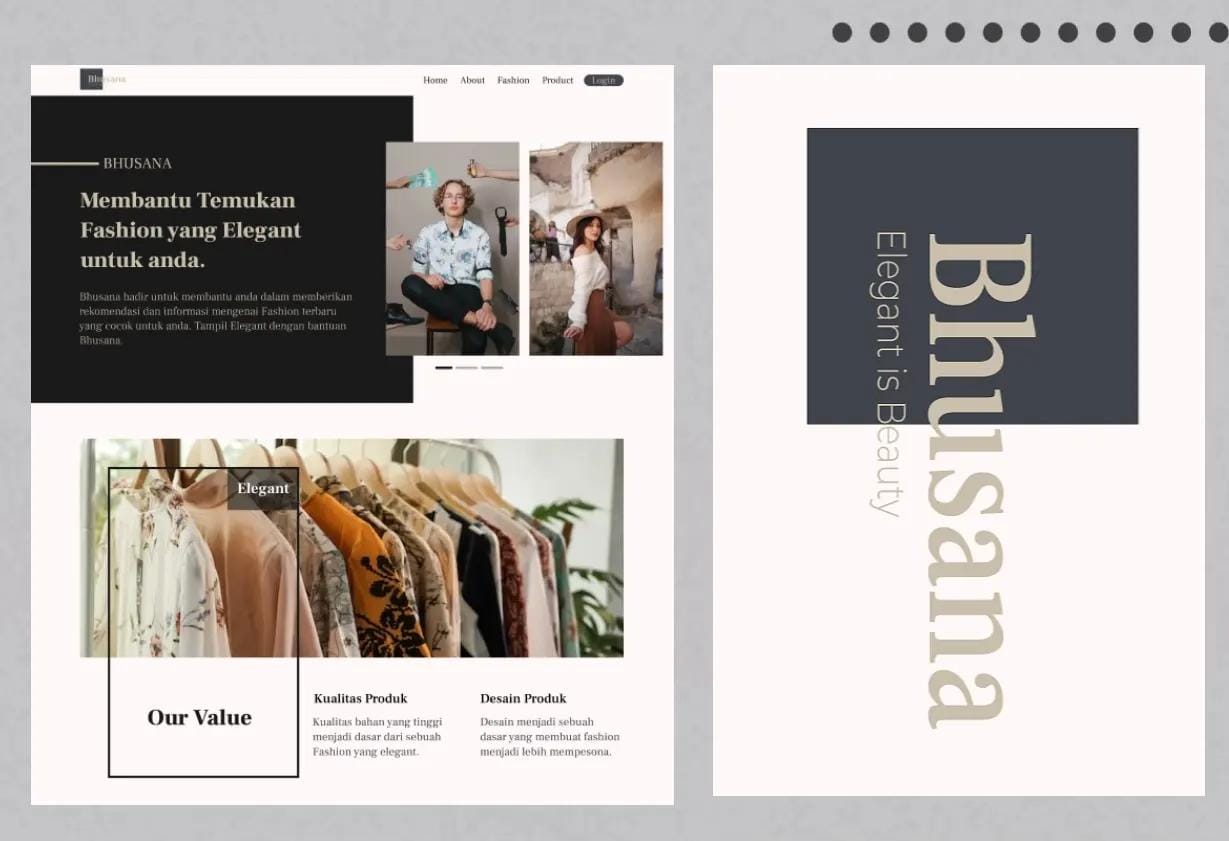 Bhusana
Home About Fashion Product Login
BHUSANA
Membantu Temukan
Fashion yang Elegant
untuk anda.
Bhusana hadir untuk membantu anda dalam memberikan
rekomendasi dan informasi mengenai Fashion terbaru
yang cocok untuk anda. Tampil Elegant dengan bantuan
Bhusana.
Elegant
Our Value
Kualitas Produk
Kualitas bahan yang tinggi
menjadi dasar dari sebuah
Fashion yang elegant.
Desain Produk
Desain menjadi sebuah
dasar yang membuat fashion
menjadi lebih mempesona.
Bhusana
Elegant is Beauty